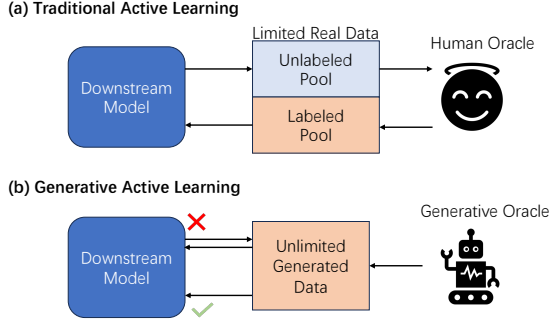 (a) Traditional Active Learning
Limited Real Data
Human Oracle
Downstream
Model
Unlabeled
Pool
Labeled
Pool
(b) Generative Active Learning
Generative Oracle
Downstream
Model
Unlimited
Generated
Data